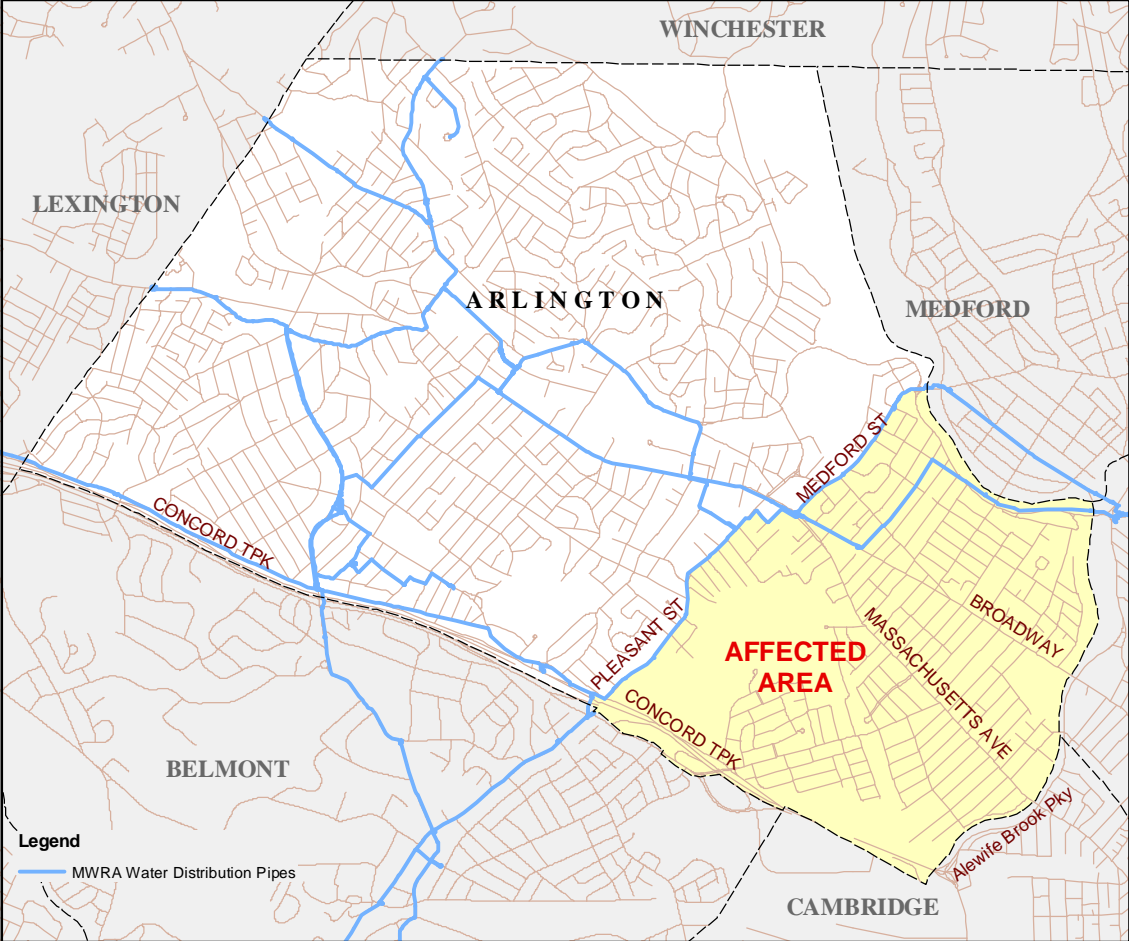 WINCHESTER
LEXINGTON
ARLINGTON
MEDFORD
MEDFORD ST
CONCORD TPK
PLEASANT ST
BROADWAY
MASSACHUSETTS AVE
AFFECTED
AREA
CONCORD TPK
BELMONT
Alewife Brook Pky
Legend
MWRA Water Distribution Pipes
CAMBRIDGE